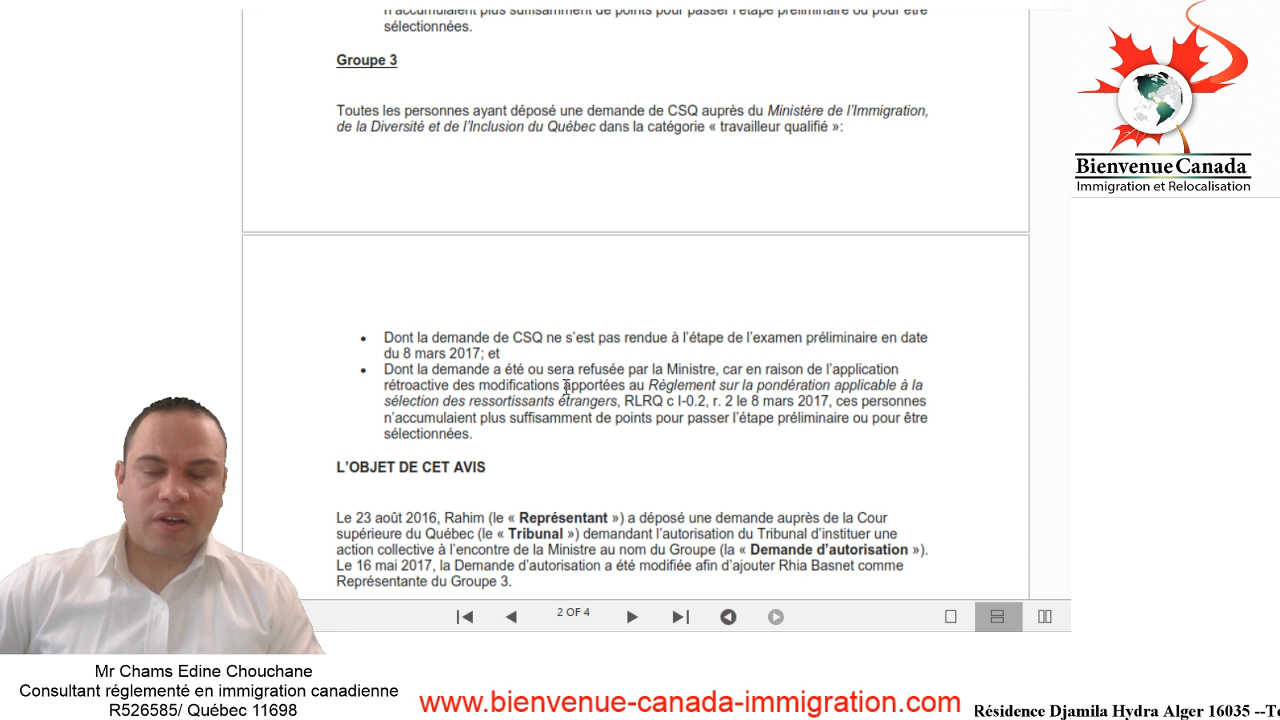 n'accumulaient plus suffisamment de points pour passer l'étape préliminaire ou pour être
sélectionnées.
Groupe 3
Toutes les personnes ayant déposé une demande de CSQ auprès du Ministère de l'Immigration,
de la Diversité et de l'Inclusion du Québec dans la catégorie « travailleur qualifié »:
• Dont la demande de CSQ ne s'est pas rendue à l'étape de l'examen préliminaire en date
du 8 mars 2017; et
• Dont la demande a été ou sera refusée par la Ministre, car en raison de l'application
rétroactive des modifications apportées au Règlement sur la pondération applicable à la
sélection des ressortissants étrangers, RLRQ c I-0.2, r. 2 le 8 mars 2017, ces personnes
n'accumulaient plus suffisamment de points pour passer l'étape préliminaire ou pour être
sélectionnées.
L'OBJET DE CET AVIS
Le 23 août 2016, Rahim (le « Représentant ») a déposé une demande auprès de la Cour
supérieure du Québec (le « Tribunal ») demandant l'autorisation du Tribunal d'instituer une
action collective à l'encontre de la Ministre au nom du Groupe (la « Demande d'autorisation »).
Le 16 mai 2017, la Demande d'autorisation a été modifiée afin d'ajouter Rhia Basnet comme
Représentante du Groupe 3.
2 OF 4
Bienvenue Canada
Immigration et Relocalisation
Mr Chams Edine Chouchane
Consultant réglementé en immigration canadienne
R526585/ Québec 11698
www.bienvenue-canada-immigration.com
Résidence Djamila Hydra Alger 16035 --